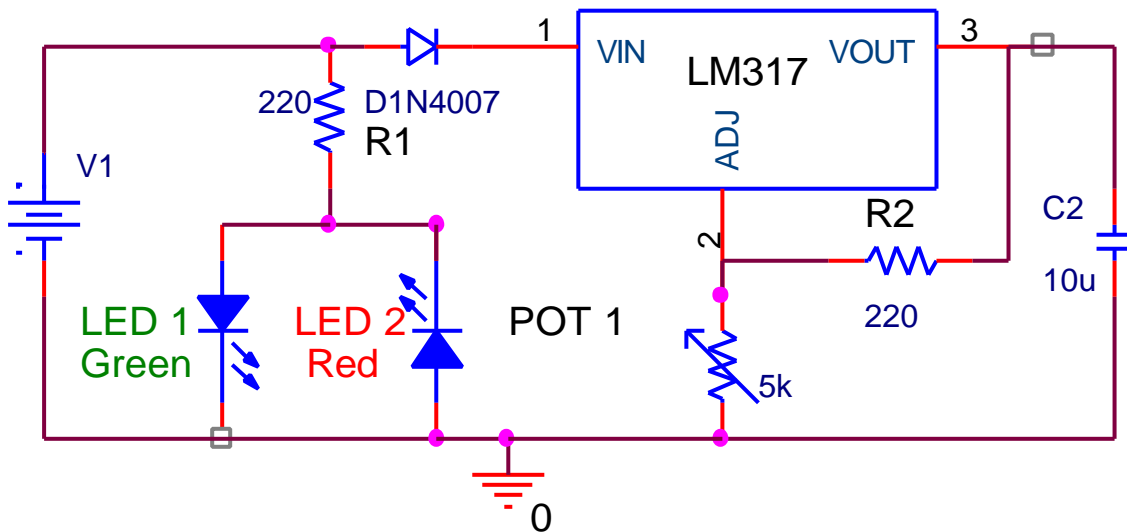 1
VIN
LM317
VOUT
3
220
D1N4007
R1
ADJ
V1
R2
C2
2
10u
LED 1
Green
LED 2
Red
POT 1
220
5k
0